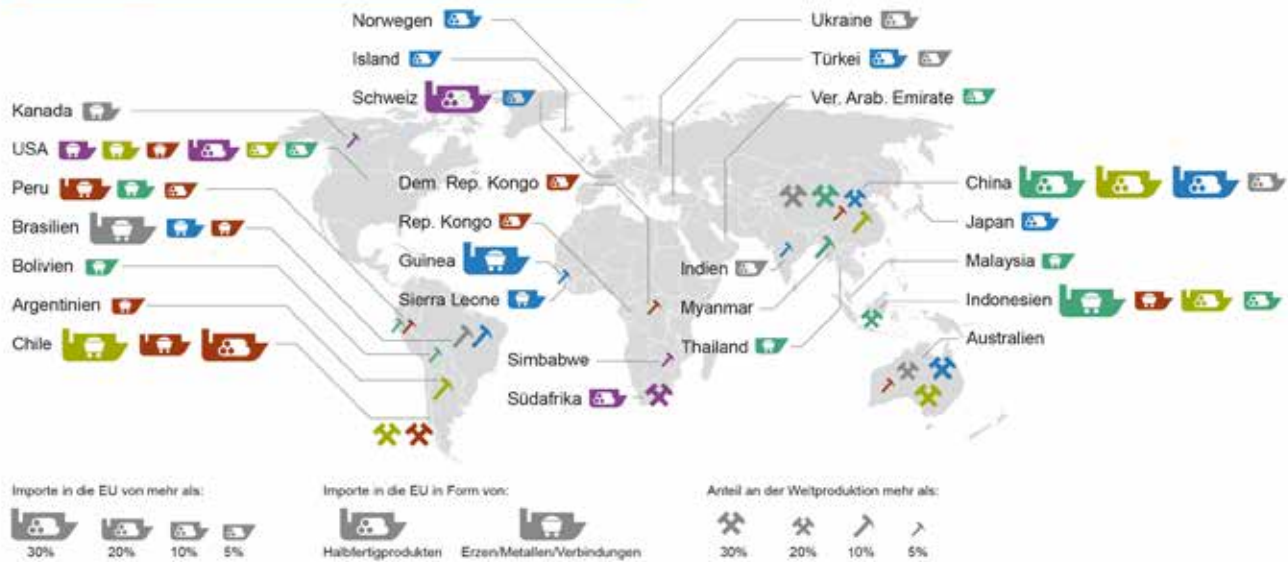 Norwegen
Island
Schweiz
Ukraine
Türkei
Ver. Arab. Emirate
Kanada
USA
Peru
Brasilien
Bolivien
Argentinien
Chile
Dem. Rep. Kongo
Rep. Kongo
Guinea
Sierra Leone
Simbabwe
Südafrika
Indien
Myanmar
Thailand
China
Japan
Malaysia
Indonesien
Australien
Importe in die EU von mehr als:
30% 20% 10% 5%
Importe in die EU in Form von:
Halbfertigprodukten Erzen/Metallen/Verbindungen
Anteil an der Weltproduktion mehr als:
30% 20% 10% 5%